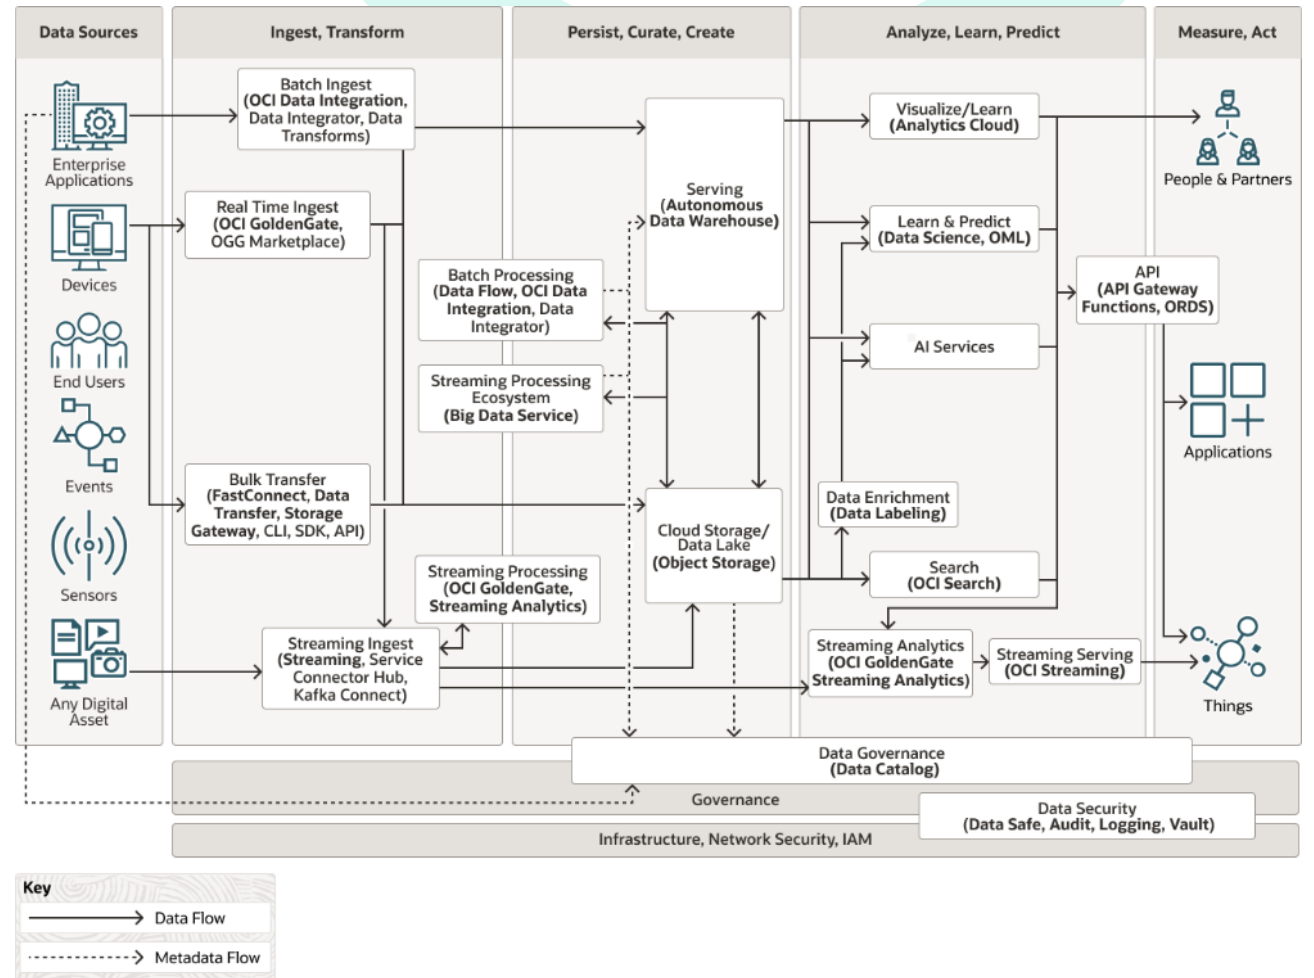 Data Sources
Ingest, Transform
Persist, Curate, Create
Analyze, Learn, Predict
Measure, Act
Enterprise
Applications
Devices
End Users
Events
Sensors
Any Digital
Asset
Batch Ingest
(OCI Data Integration,
Data Integrator, Data
Transforms)
Real Time Ingest
(OCI GoldenGate,
OGG Marketplace)
Bulk Transfer
(FastConnect, Data
Transfer, Storage
Gateway, CLI, SDK, API)
Streaming Ingest
(Streaming, Service
Connector Hub,
Kafka Connect)
Batch Processing
(Data Flow, OCI Data
Integration, Data
Integrator)
Streaming Processing
Ecosystem
(Big Data Service)
Streaming Processing
(OCI GoldenGate,
Streaming Analytics)
Serving
(Autonomous
Data Warehouse)
Cloud Storage/
Data Lake
(Object Storage)
Visualize/Learn
(Analytics Cloud)
Learn & Predict
(Data Science, OML)
AI Services
Data Enrichment
(Data Labeling)
Search
(OCI Search)
Streaming Analytics
(OCI GoldenGate
Streaming Analytics)
Streaming Serving
(OCI Streaming)
API
(API Gateway
Functions, ORDS)
People & Partners
Applications
Things
Data Governance
(Data Catalog)
Governance
Data Security
(Data Safe, Audit, Logging, Vault)
Infrastructure, Network Security, IAM
Key
Data Flow
Metadata Flow